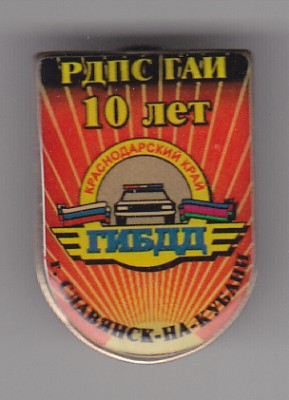 РДПС ГАИ
10 лет
КРАСНОДАРСКИЙ КРАЙ
ГИБДД
г. СЛАВЯНСК-НА-КУБАНИ